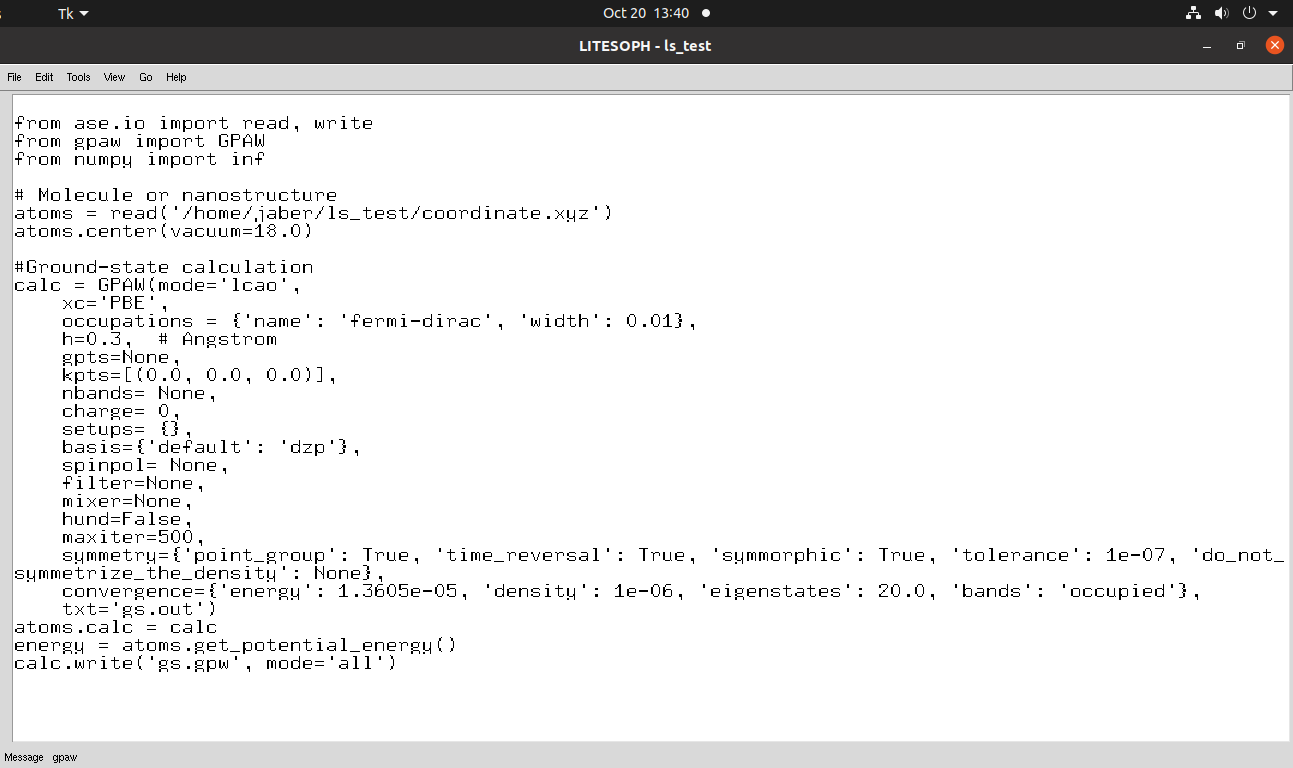 Tk
Oct 20 13:40
LITESOPH - ls_test
File Edit Tools View Go Help
from ase.io import read, write
from gpaw import GPAW
from numpy import inf
# Molecule or nanostructure
atoms = read('/home/jaber/ls_test/coordinate.xyz')
atoms.center(vacuum=18.0)
#Ground-state calculation
calc = GPAW(mode='lcao',
    xc='PBE',
    occupations = {'name': 'fermi-dirac', 'width': 0.01},
    h=0.3,  # Angstrom
    gpts=None,
    kpts=[(0.0, 0.0, 0.0)],
    nbands= None,
    charge= 0,
    setups= {},
    basis={'default': 'dzp'},
    spinpol= None,
    filter=None,
    mixer=None,
    hund=False,
    maxiter=500,
    symmetry={'point_group': True, 'time_reversal': True, 'symmorphic': True, 'tolerance': 1e-07, 'do_not_
symmetrize_the_density': None},
    convergence={'energy': 1.3605e-05, 'density': 1e-06, 'eigenstates': 20.0, 'bands': 'occupied'},
    txt='gs.out')
atoms.calc = calc
energy = atoms.get_potential_energy()
calc.write('gs.gpw', mode='all')
Message gpaw